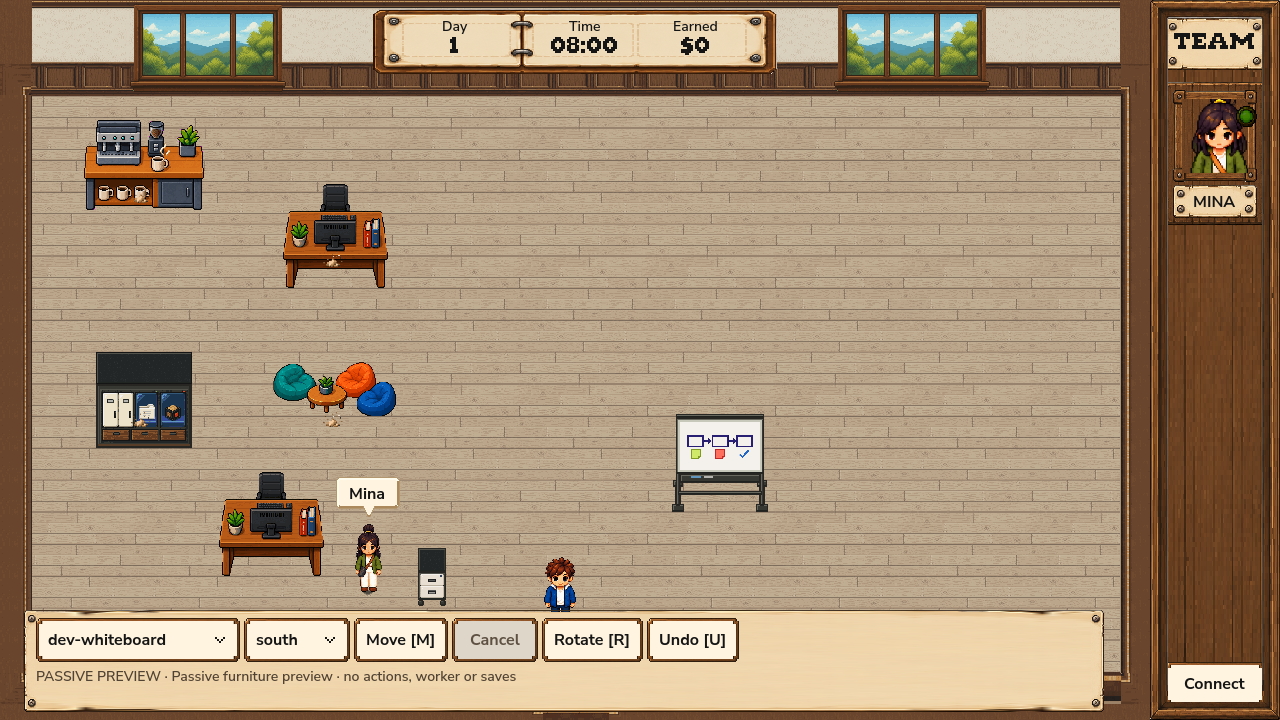 Day
1
Time
08:00
Earned
$0
TEAM
MINA
Mina
dev-whiteboard
south
Move [M]
Cancel
Rotate [R]
Undo [U]
PASSIVE PREVIEW · Passive furniture preview · no actions, worker or saves
Connect